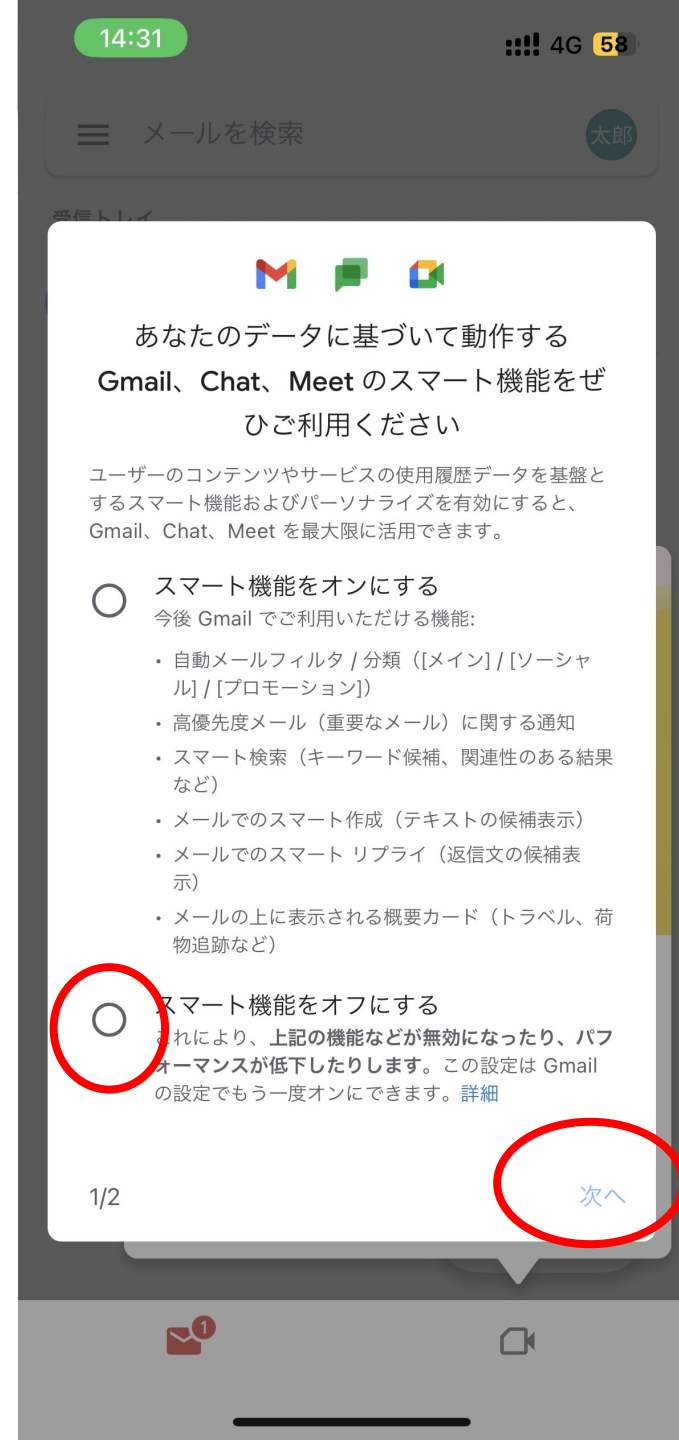 14:31
4G 58
メールを検索
太郎
受信トレイ
あなたのデータに基づいて動作する
Gmail、Chat、Meet のスマート機能をぜ
ひご利用ください
ユーザーのコンテンツやサービスの使用履歴データを基盤と
するスマート機能およびパーソナライズを有効にすると、
Gmail、Chat、Meet を最大限に活用できます。
スマート機能をオンにする
今後 Gmail でご利用いただける機能:
• 自動メールフィルタ / 分類（[メイン] / [ソーシャ
ル] / [プロモーション]）
• 高優先度メール（重要なメール）に関する通知
• スマート検索（キーワード候補、関連性のある結果
など）
• メールでのスマート作成（テキストの候補表示）
• メールでのスマート リプライ（返信文の候補表
示）
• メールの上に表示される概要カード（トラベル、荷
物追跡など）
スマート機能をオフにする
これにより、上記の機能などが無効になったり、パフ
ォーマンスが低下したりします。この設定は Gmail
の設定でもう一度オンにできます。詳細
1/2
次へ
1